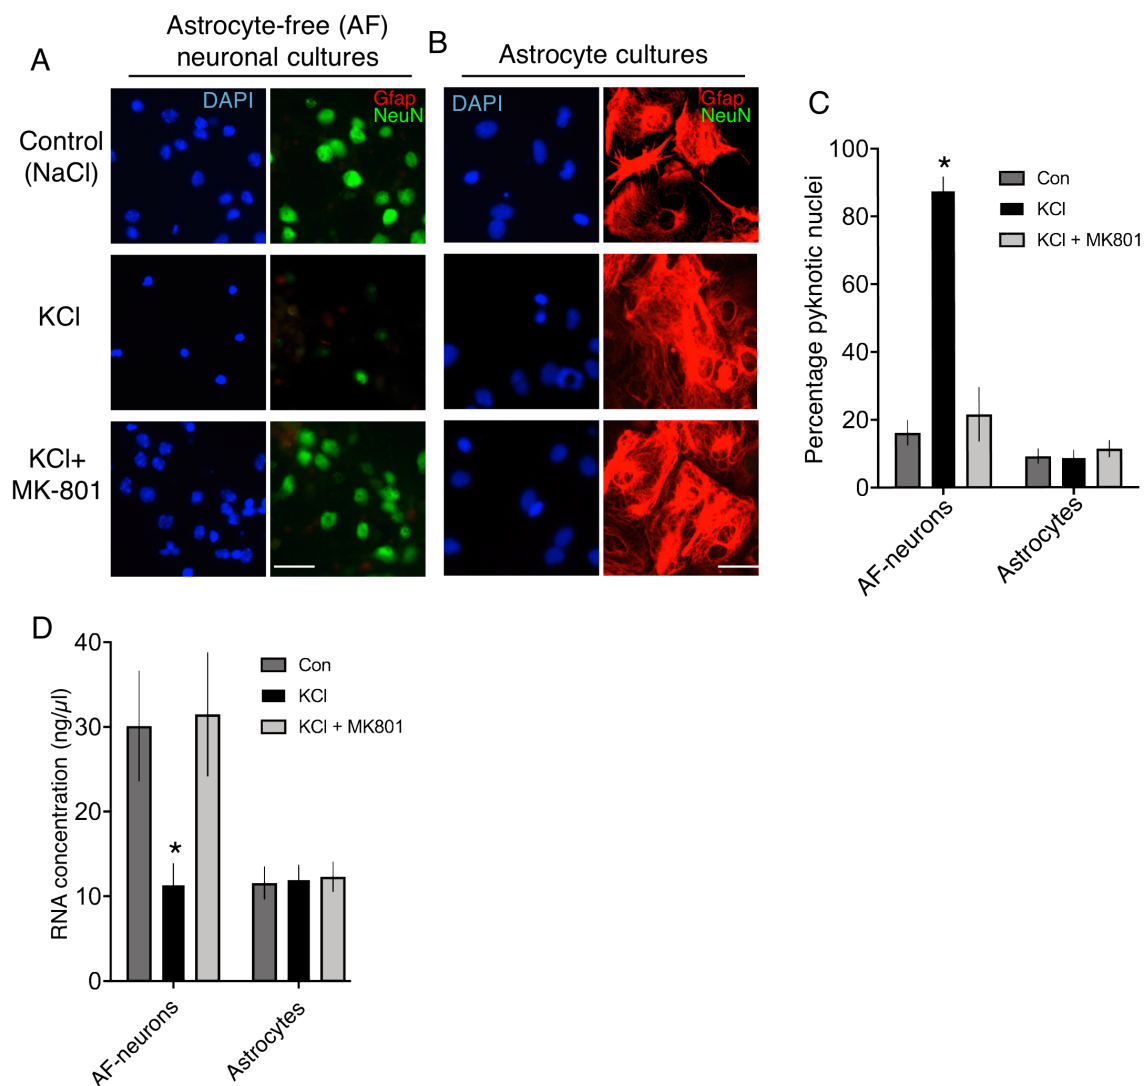 A
Astrocyte-free (AF)
neuronal cultures
B
Astrocyte cultures
DAPI
Gfap
NeuN
DAPI
Gfap
NeuN
Control
(NaCl)
KCl
KCl+
MK-801
C
Percentage pyknotic nuclei
100
80
60
40
20
0
*
Con
KCl
KCl + MK801
AF-neurons
Astrocytes
D
RNA concentration (ng/µl)
40
30
20
10
0
*
Con
KCl
KCl + MK801
AF-neurons
Astrocytes